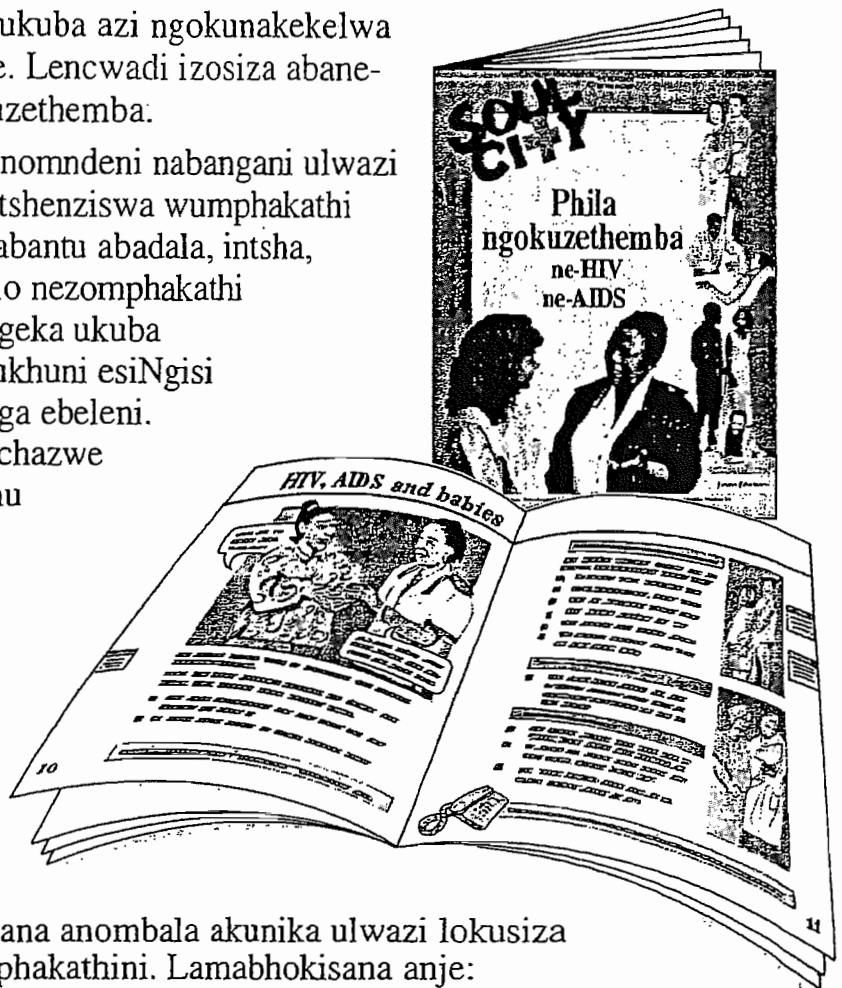 ukuba azi ngokunakekelwa
e. Lencwadi izosiza abane-
zethemba.
nomndeni nabangani ulwazi
tshenziswa wumphakathi
abantu abadala, intsha,
o nezomphakathi
geka ukuba
khuni esiNgisi
ga ebeleni.
chazwe
u
SOUL
CITY
Phila
ngokuzethemba
ne-HIV
ne-AIDS
HIV, AIDS and babies
10
11
ana anombala akunika ulwazi lokusiza
phakathini. Lamabhokisana anje: